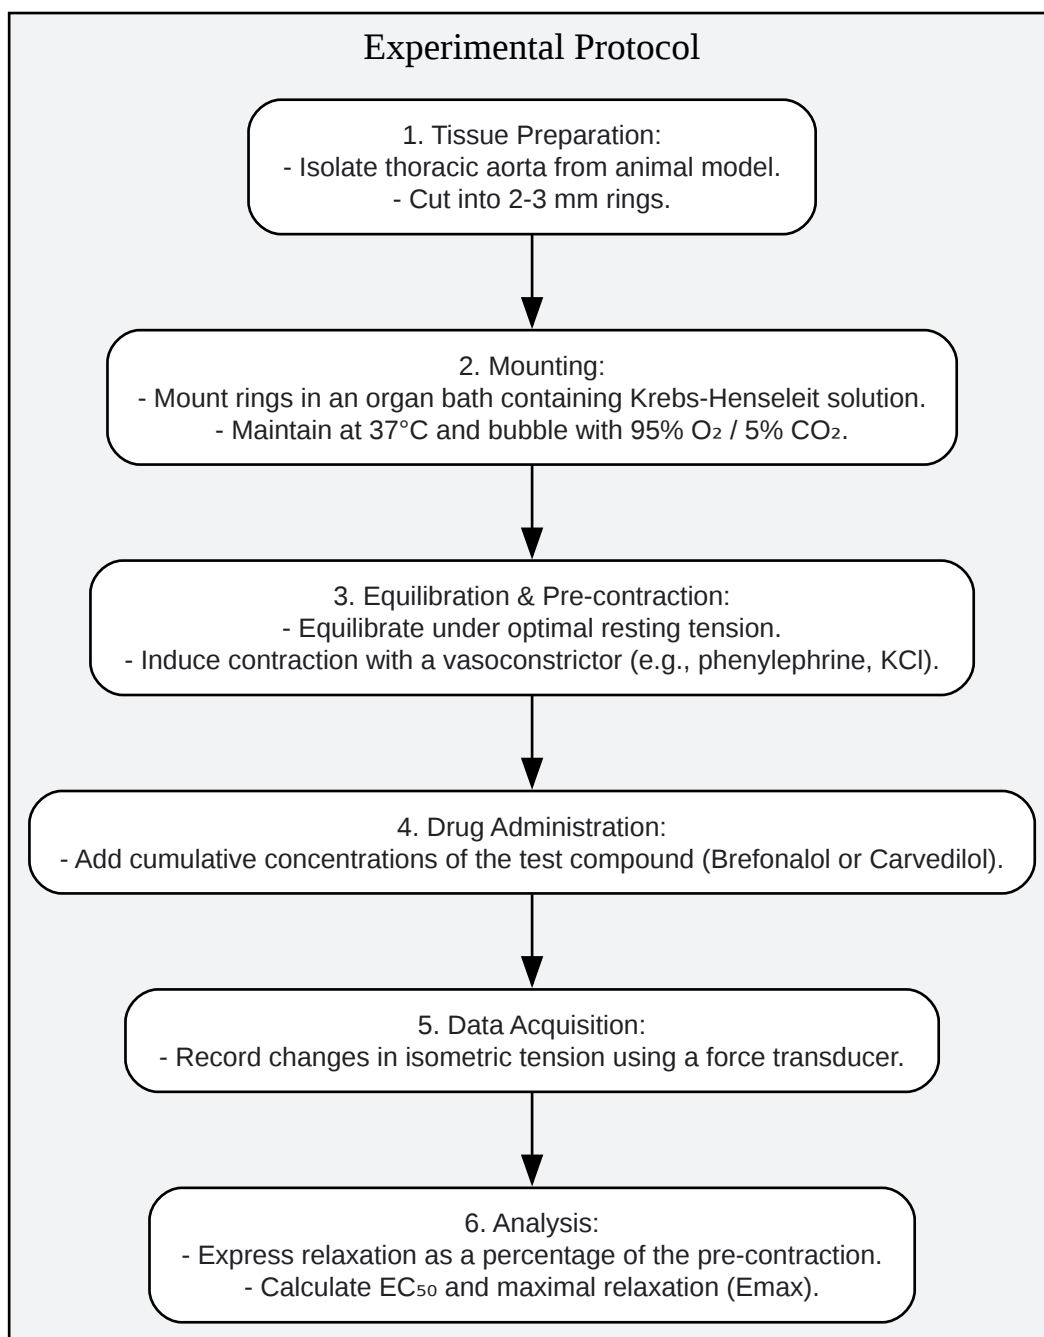 Experimental Protocol
1. Tissue Preparation:
- Isolate thoracic aorta from animal model.
- Cut into 2-3 mm rings.
2. Mounting:
- Mount rings in an organ bath containing Krebs-Henseleit solution.
- Maintain at 37°C and bubble with 95% O₂ / 5% CO₂.
3. Equilibration & Pre-contraction:
- Equilibrate under optimal resting tension.
- Induce contraction with a vasoconstrictor (e.g., phenylephrine, KCl).
4. Drug Administration:
- Add cumulative concentrations of the test compound (Brefonalol or Carvedilol).
5. Data Acquisition:
- Record changes in isometric tension using a force transducer.
6. Analysis:
- Express relaxation as a percentage of the pre-contraction.
- Calculate EC₅₀ and maximal relaxation (Emax).